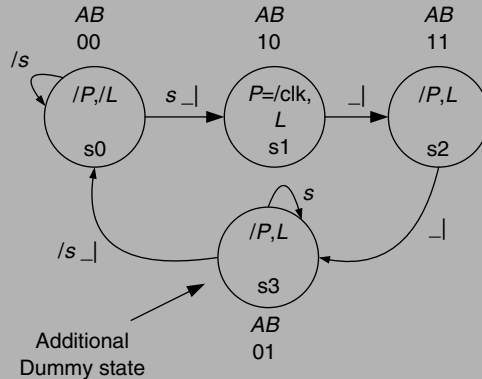 AB
00
AB
10
AB
11
/s
/P,/L
s0
s _|
P=/clk,
L
s1
_|
/P,L
s2
s
/P,L
s3
/s _|
_|
AB
01
Additional
Dummy state